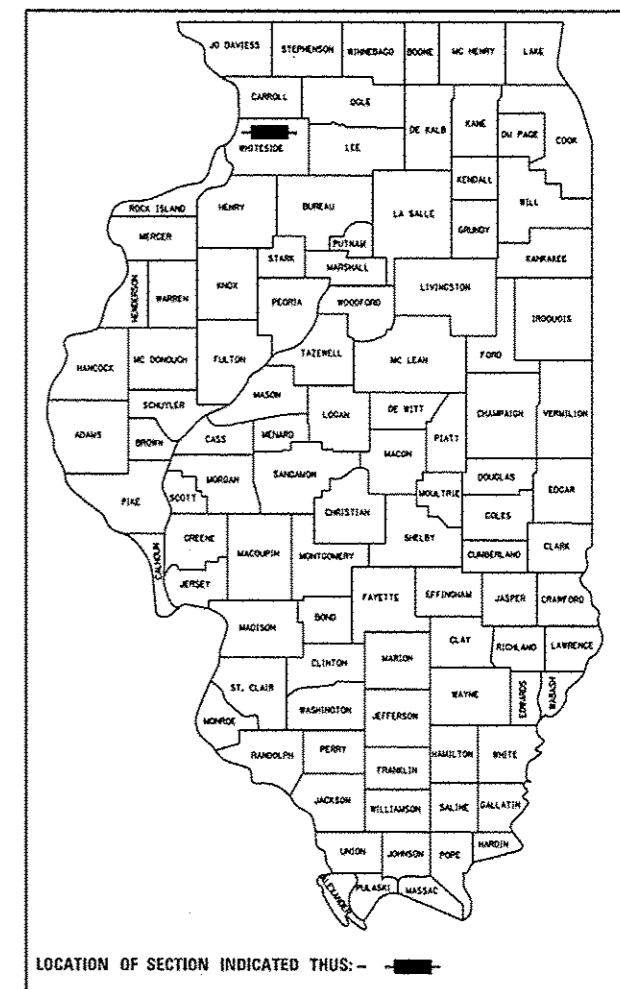 JO DAVIESS STEPHENSON WINNEBAGO BOONE MC HENRY LAKE
CARROLL OGLE DE KALB KANE DU PAGE COOK
WHITESIDE LEE
KENDALL WILL
ROCK ISLAND HENRY BUREAU LA SALLE GRUNDY
MERCER PUTNAM
STARK MARSHALL KANKAKEE
HENDERSON WARREN KNOX PEORIA WOODFORD LIVINGSTON IROQUOIS
HANCOCK MC DONOUGH FULTON TAZEWELL MC LEAN FORD
SCHUYLER MASON LOGAN DE WITT CHAMPAIGN VERMILION
ADAMS BROWN CASS MENARD MACON PIATT
MORGAN SANGAMON DOUGLAS EDGAR
PIKE SCOTT CHRISTIAN MOULTRIE COLES
CALHOUN GREENE MACOUPIN MONTGOMERY SHELBY CUMBERLAND CLARK
JERSEY FAYETTE EFFINGHAM JASPER CRAWFORD
MADISON BOND CLAY RICHLAND LAWRENCE
CLINTON MARION
ST. CLAIR WAYNE EDWARDS WABASH
MONROE WASHINGTON JEFFERSON
RANDOLPH PERRY HAMILTON WHITE
FRANKLIN
JACKSON WILLIAMSON SALINE GALLATIN
UNION JOHNSON POPE HARDIN
ALEXANDER PULASKI MASSAC
LOCATION OF SECTION INDICATED THUS: -